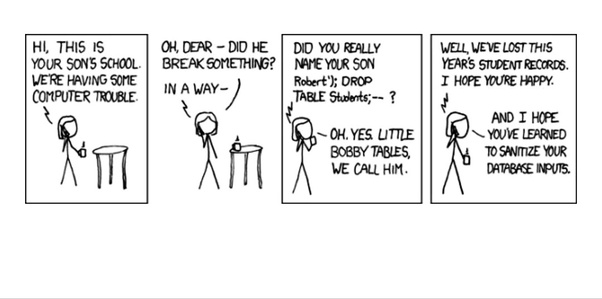 HI, THIS IS
YOUR SON'S SCHOOL.
WE'RE HAVING SOME
COMPUTER TROUBLE.
OH, DEAR – DID HE
BREAK SOMETHING?
IN A WAY–
DID YOU REALLY
NAME YOUR SON
Robert'); DROP
TABLE Students;-- ?
OH. YES. LITTLE
BOBBY TABLES,
WE CALL HIM.
WELL, WE'VE LOST THIS
YEAR'S STUDENT RECORDS.
I HOPE YOU'RE HAPPY.
AND I HOPE
YOU'VE LEARNED
TO SANITIZE YOUR
DATABASE INPUTS.